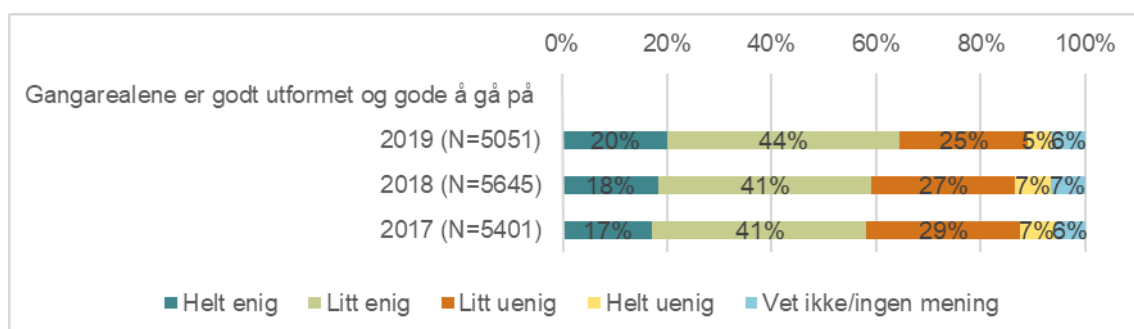 0% 20% 40% 60% 80% 100%
Gangarealene er godt utformet og gode å gå på
2019 (N=5051) 20% 44% 25% 5% 6%
2018 (N=5645) 18% 41% 27% 7% 7%
2017 (N=5401) 17% 41% 29% 7% 6%
Helt enig Litt enig Litt uenig Helt uenig Vet ikke/ingen mening